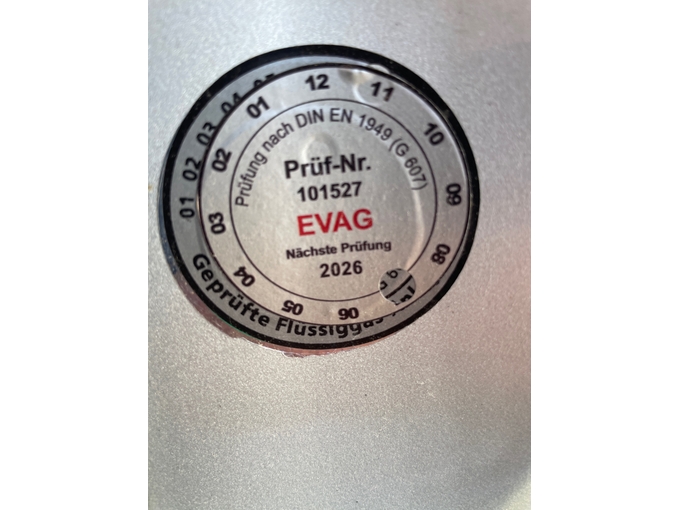 01 02 03 04 05
12 11 10 09 08 06 05 04 03 02 01
Prüfung nach DIN EN 1949 (G 607)
Prüf-Nr.
101527
EVAG
Nächste Prüfung
2026
Geprüfte Flüssiggas